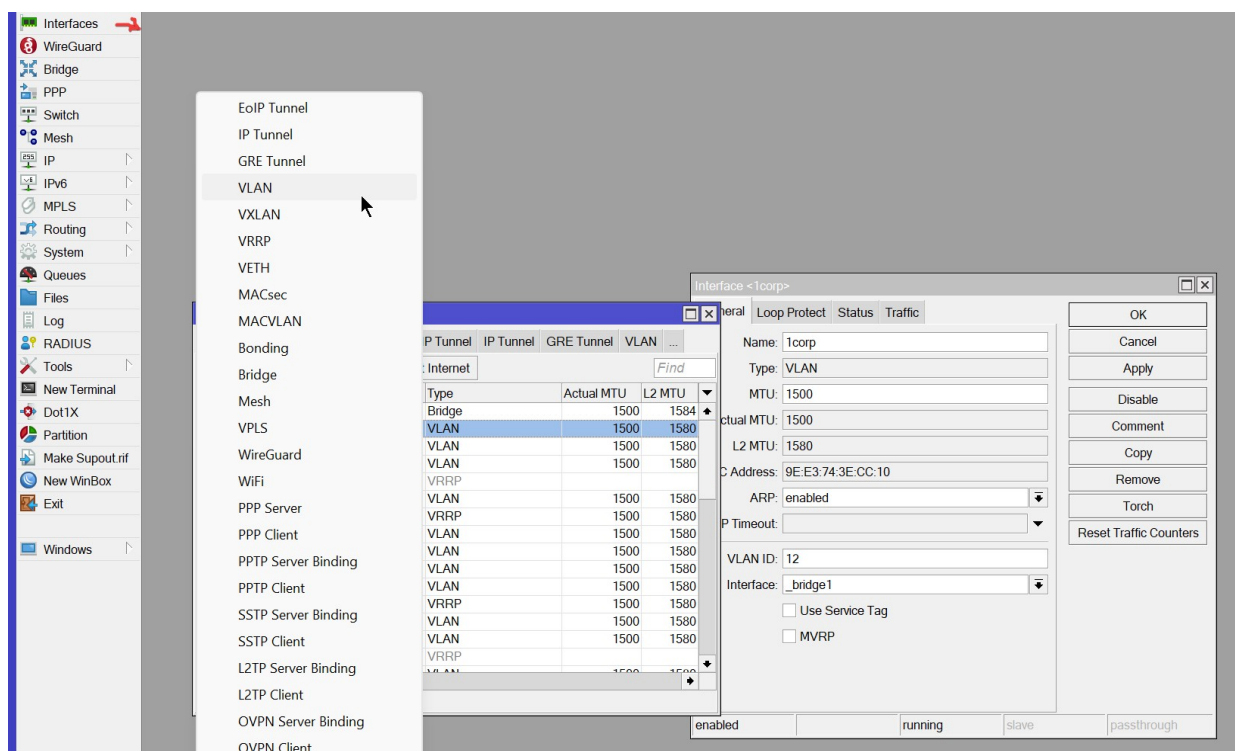 Interfaces
WireGuard
Bridge
PPP
Switch
Mesh
IP
IPv6
MPLS
Routing
System
Queues
Files
Log
RADIUS
Tools
New Terminal
Dot1X
Partition
Make Supout.rif
New WinBox
Exit
Windows
EoIP Tunnel
IP Tunnel
GRE Tunnel
VLAN
VXLAN
VRRP
VETH
MACsec
MACVLAN
Bonding
Bridge
Mesh
VPLS
WireGuard
WiFi
PPP Server
PPP Client
PPTP Server Binding
PPTP Client
SSTP Server Binding
SSTP Client
L2TP Server Binding
L2TP Client
OVPN Server Binding
OVPN Client
P Tunnel IP Tunnel GRE Tunnel VLAN ...
Internet Find
Type Actual MTU L2 MTU
Bridge 1500 1584
VLAN 1500 1580
VLAN 1500 1580
VLAN 1500 1580
VRRP
VLAN 1500 1580
VRRP 1500 1580
VLAN 1500 1580
VLAN 1500 1580
VLAN 1500 1580
VLAN 1500 1580
VRRP 1500 1580
VLAN 1500 1580
VLAN 1500 1580
VRRP
VLAN 1500 1580
Interface <1corp>
neral Loop Protect Status Traffic
Name: 1corp
Type: VLAN
MTU: 1500
ctual MTU: 1500
L2 MTU: 1580
C Address: 9E:E3:74:3E:CC:10
ARP: enabled
P Timeout:
VLAN ID: 12
Interface: _bridge1
Use Service Tag
MVRP
OK
Cancel
Apply
Disable
Comment
Copy
Remove
Torch
Reset Traffic Counters
enabled running slave passthrough